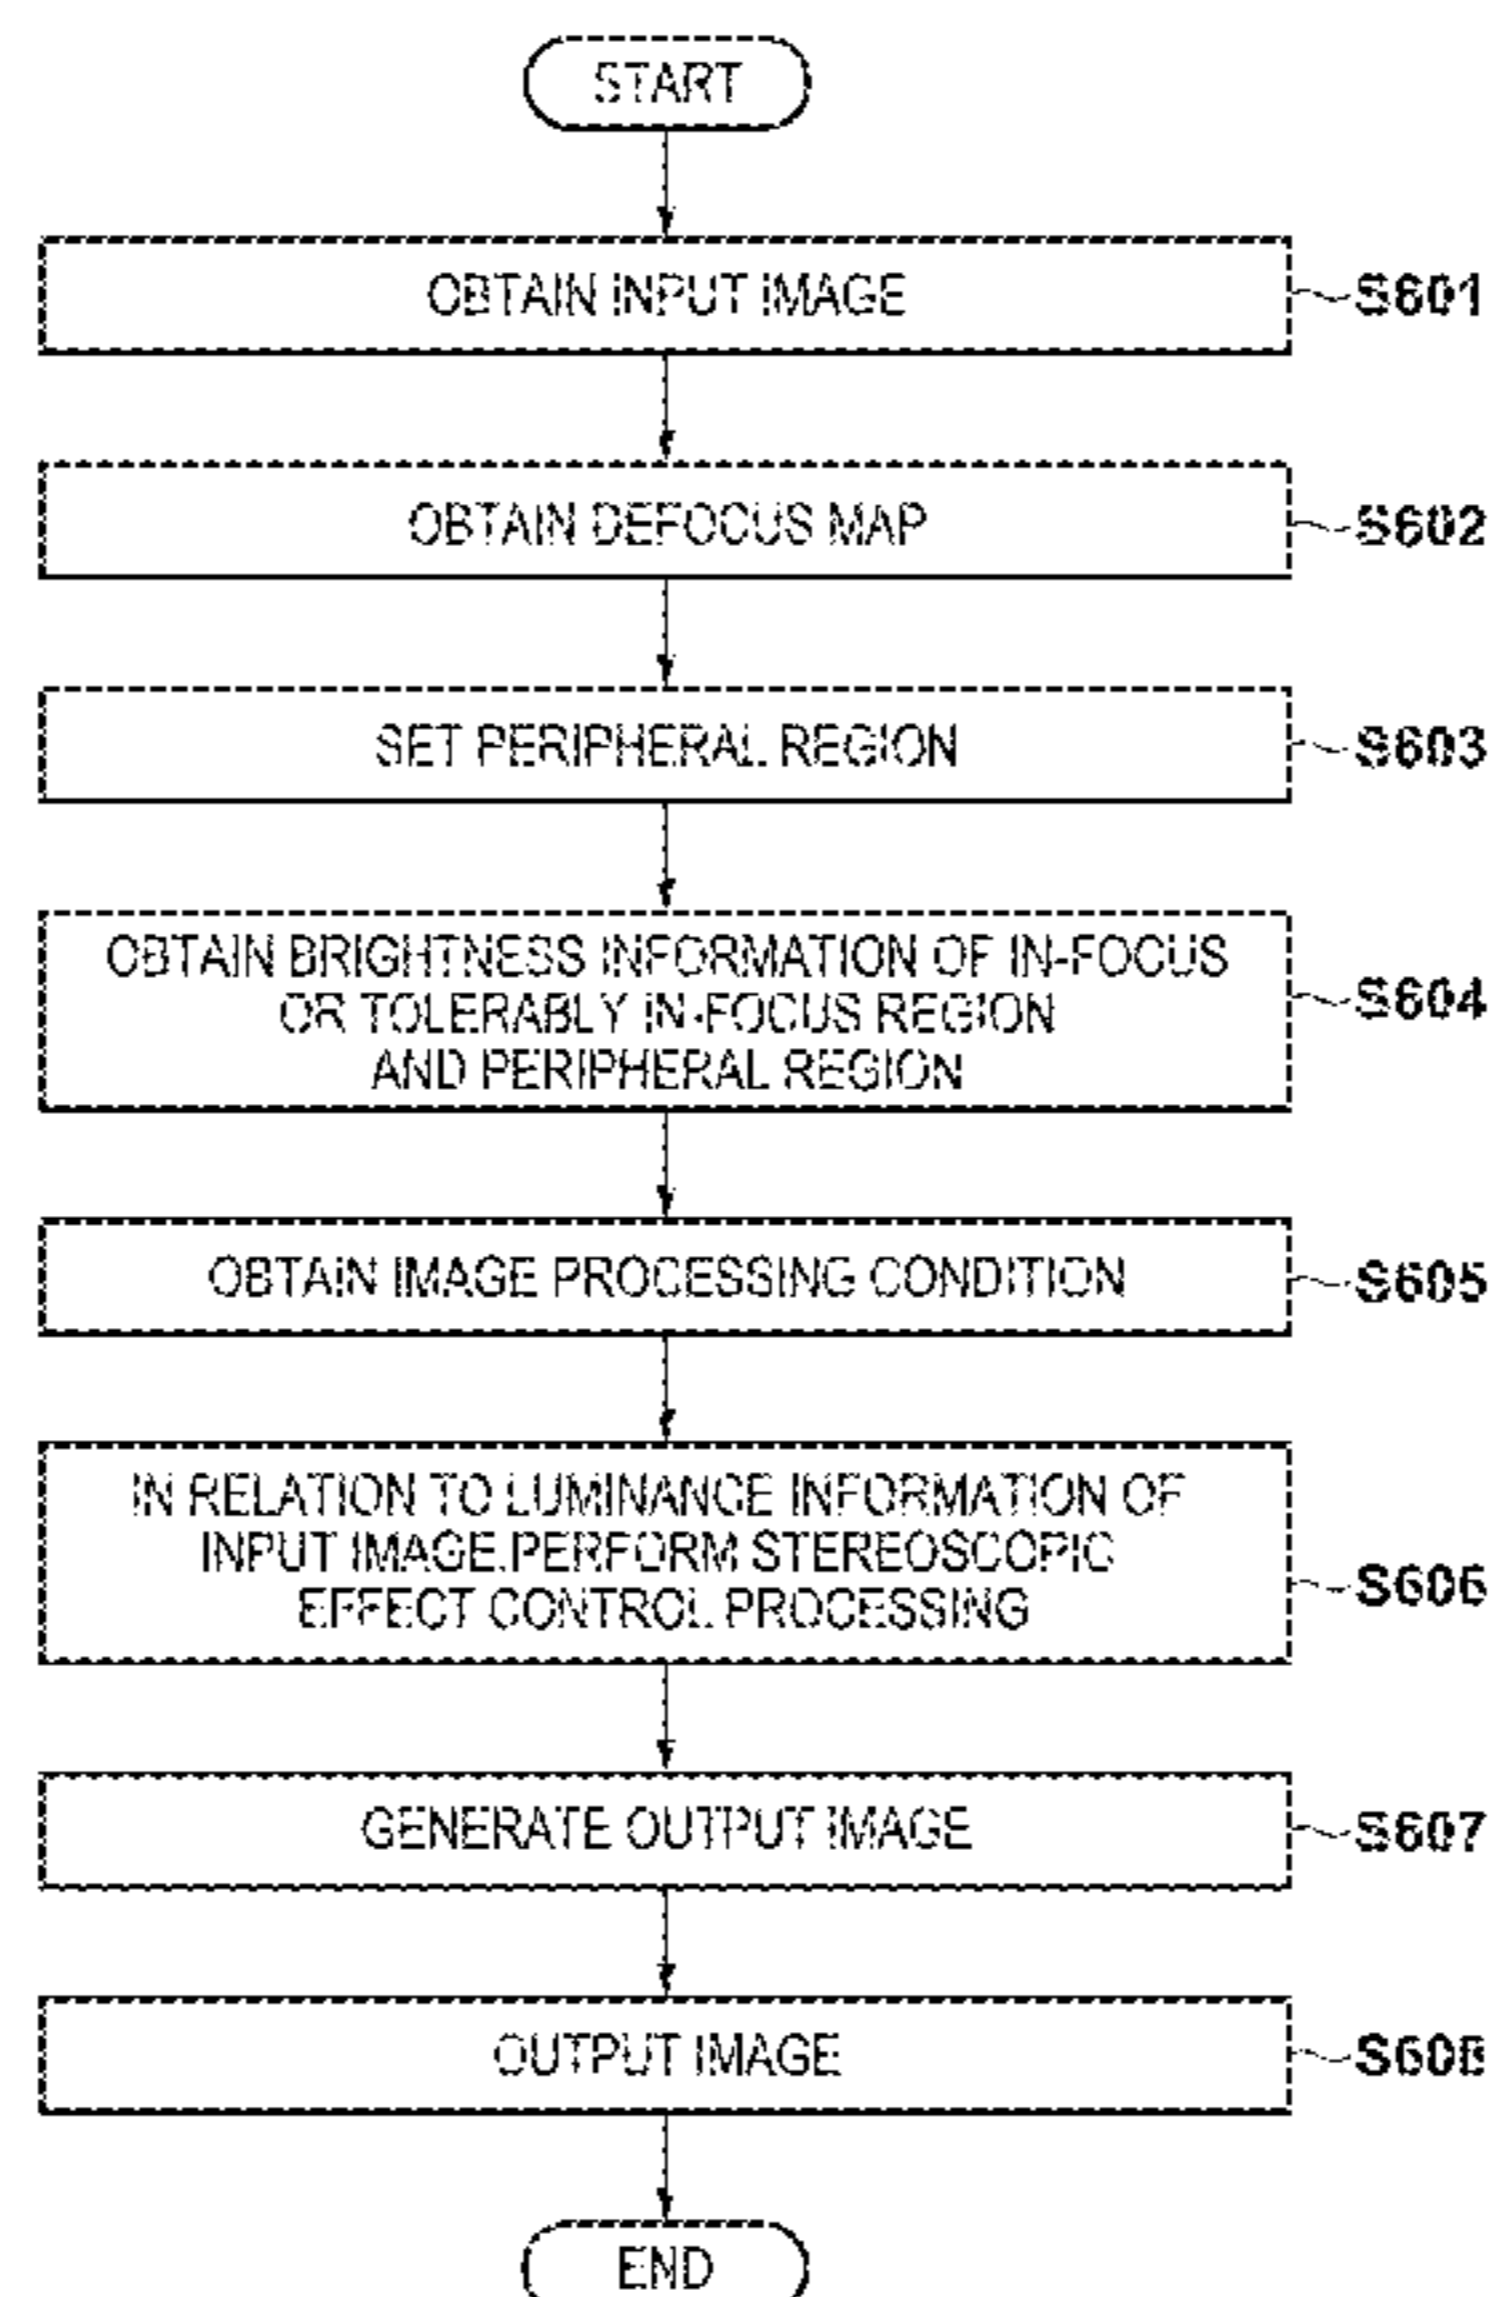 START
OBTAIN INPUT IMAGE
S601
OBTAIN DEFOCUS MAP
S602
SET PERIPHERAL REGION
S603
OBTAIN BRIGHTNESS INFORMATION OF IN-FOCUS
OR TOLERABLY IN-FOCUS REGION
AND PERIPHERAL REGION
S604
OBTAIN IMAGE PROCESSING CONDITION
S605
IN RELATION TO LUMINANCE INFORMATION OF
INPUT IMAGE,PERFORM STEREOSCOPIC
EFFECT CONTROL PROCESSING
S606
GENERATE OUTPUT IMAGE
S607
OUTPUT IMAGE
S608
END